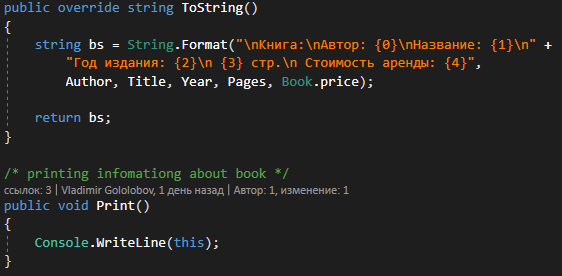 public override string ToString()
{
string bs = String.Format("\nКнига:\nАвтор: {0}\nНазвание: {1}\n" +
"Год издания: {2}\n {3} стр.\n Стоимость аренды: {4}",
Author, Title, Year, Pages, Book.price);
return bs;
}
/* printing infomationg about book */
ссылок: 3 | Vladimir Gololobov, 1 день назад | Автор: 1, изменение: 1
public void Print()
{
Console.WriteLine(this);
}